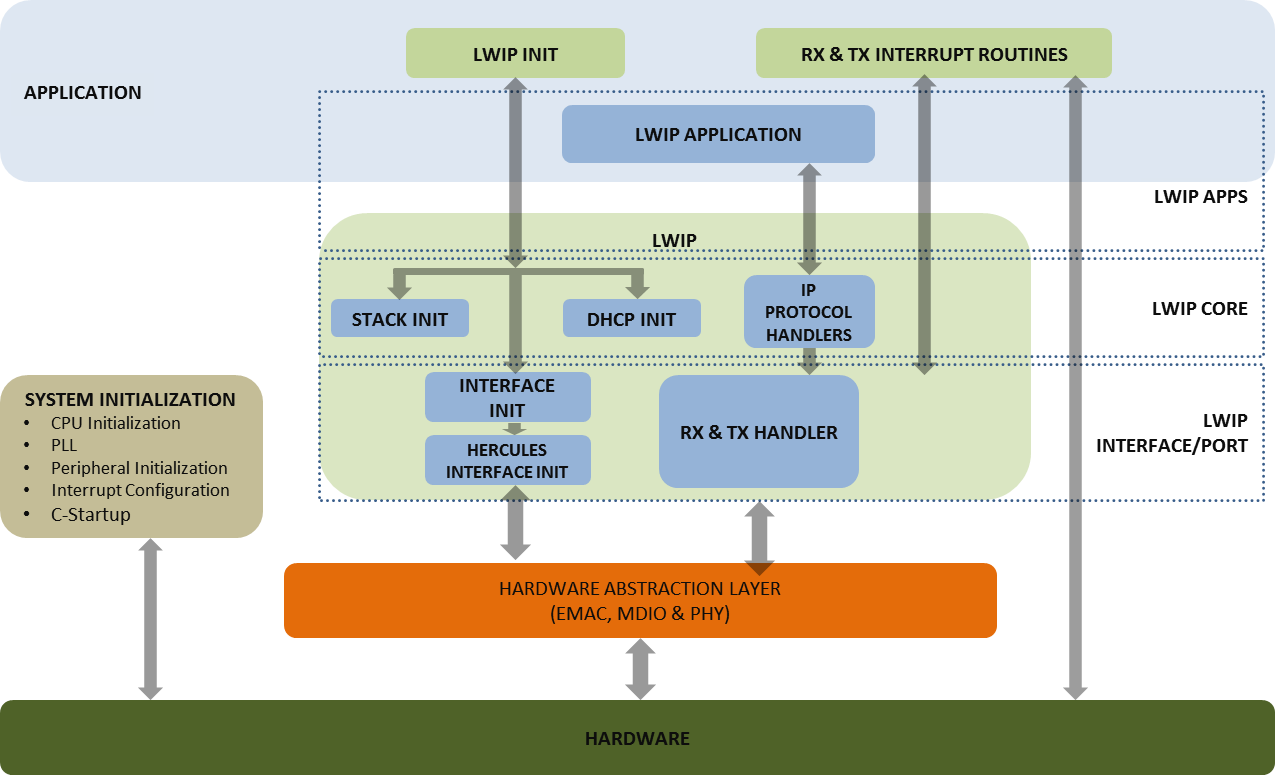 LWIP INIT
RX & TX INTERRUPT ROUTINES
APPLICATION
LWIP APPLICATION
LWIP APPS
LWIP
STACK INIT
DHCP INIT
IP
PROTOCOL
HANDLERS
LWIP CORE
INTERFACE
INIT
HERCULES
INTERFACE INIT
RX & TX HANDLER
LWIP
INTERFACE/PORT
SYSTEM INITIALIZATION
• CPU Initialization
• PLL
• Peripheral Initialization
• Interrupt Configuration
• C-Startup
HARDWARE ABSTRACTION LAYER
(EMAC, MDIO & PHY)
HARDWARE